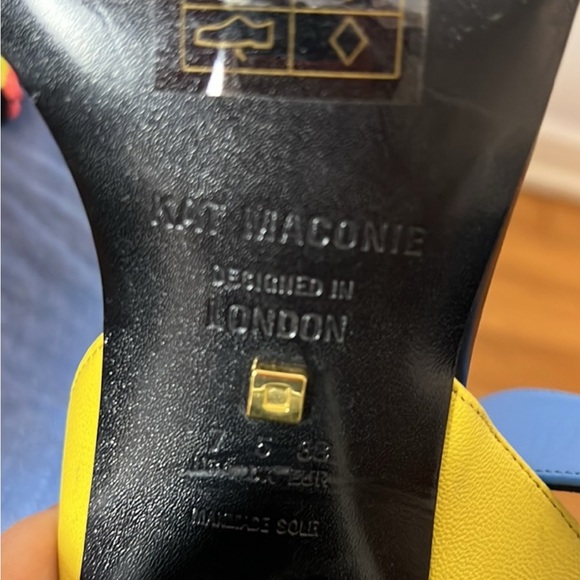 KAT MACONIE
DESIGNED IN
LONDON
7 5 38
MANMADE SOLE